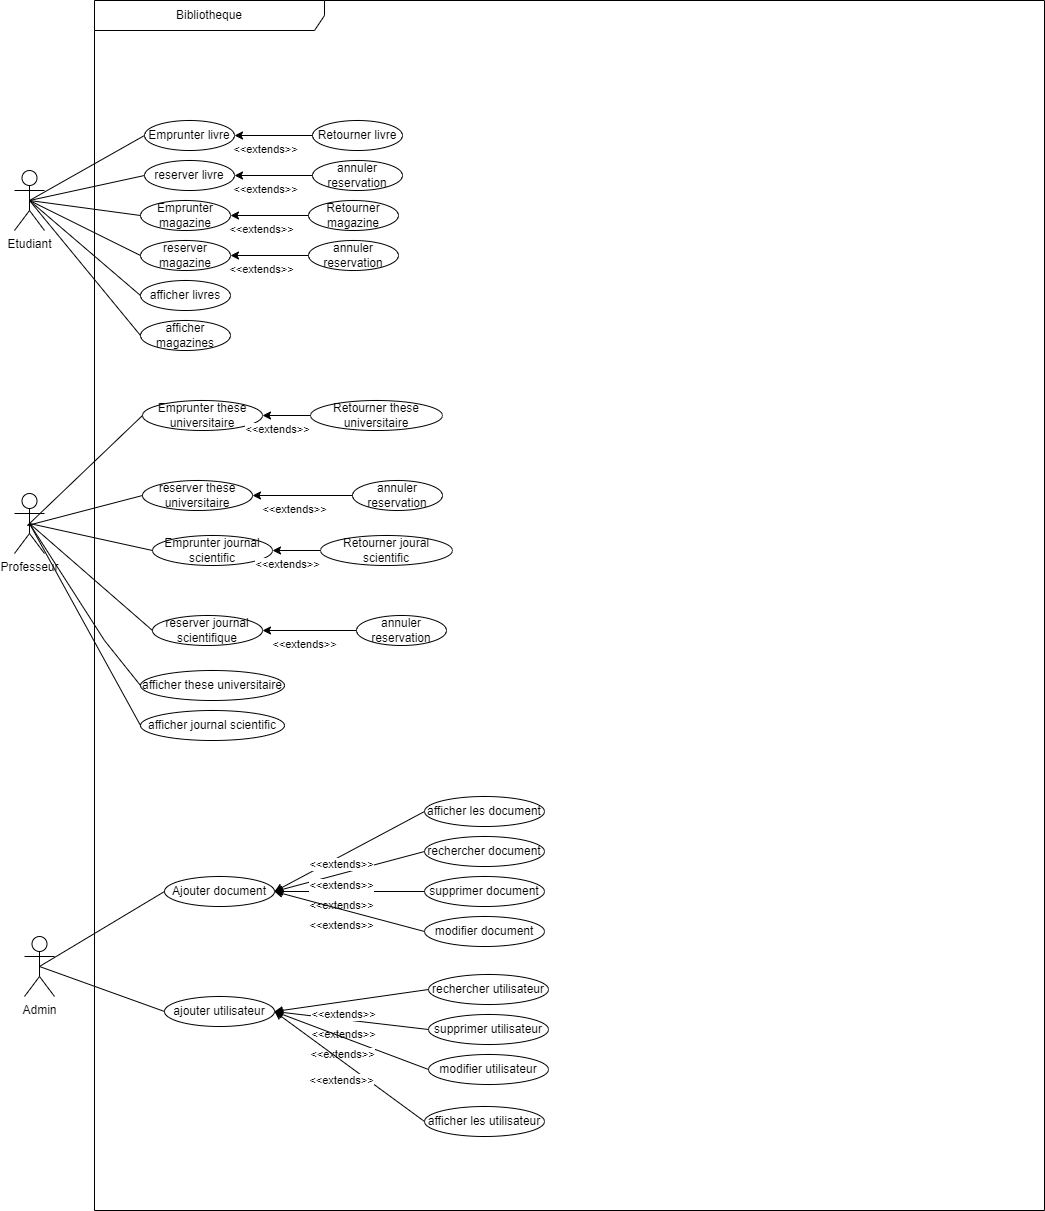 Bibliotheque
Emprunter livre
Retourner livre
<<extends>>
reserver livre
annuler
reservation
<<extends>>
Emprunter
magazine
Retourner
magazine
<<extends>>
Etudiant
reserver
magazine
annuler
reservation
<<extends>>
afficher livres
afficher
magazines
Emprunter these
universitaire
Retourner these
universitaire
<<extends>>
reserver these
universitaire
annuler
reservation
<<extends>>
Emprunter journal
scientific
Retourner joural
scientific
<<extends>>
Professeur
reserver journal
scientifique
annuler
reservation
<<extends>>
afficher these universitaire
afficher journal scientific
afficher les document
rechercher document
<<extends>>
Ajouter document
<<extends>>
supprimer document
<<extends>>
<<extends>>
modifier document
Admin
rechercher utilisateur
ajouter utilisateur
<<extends>>
supprimer utilisateur
<<extends>>
<<extends>>
modifier utilisateur
<<extends>>
afficher les utilisateur